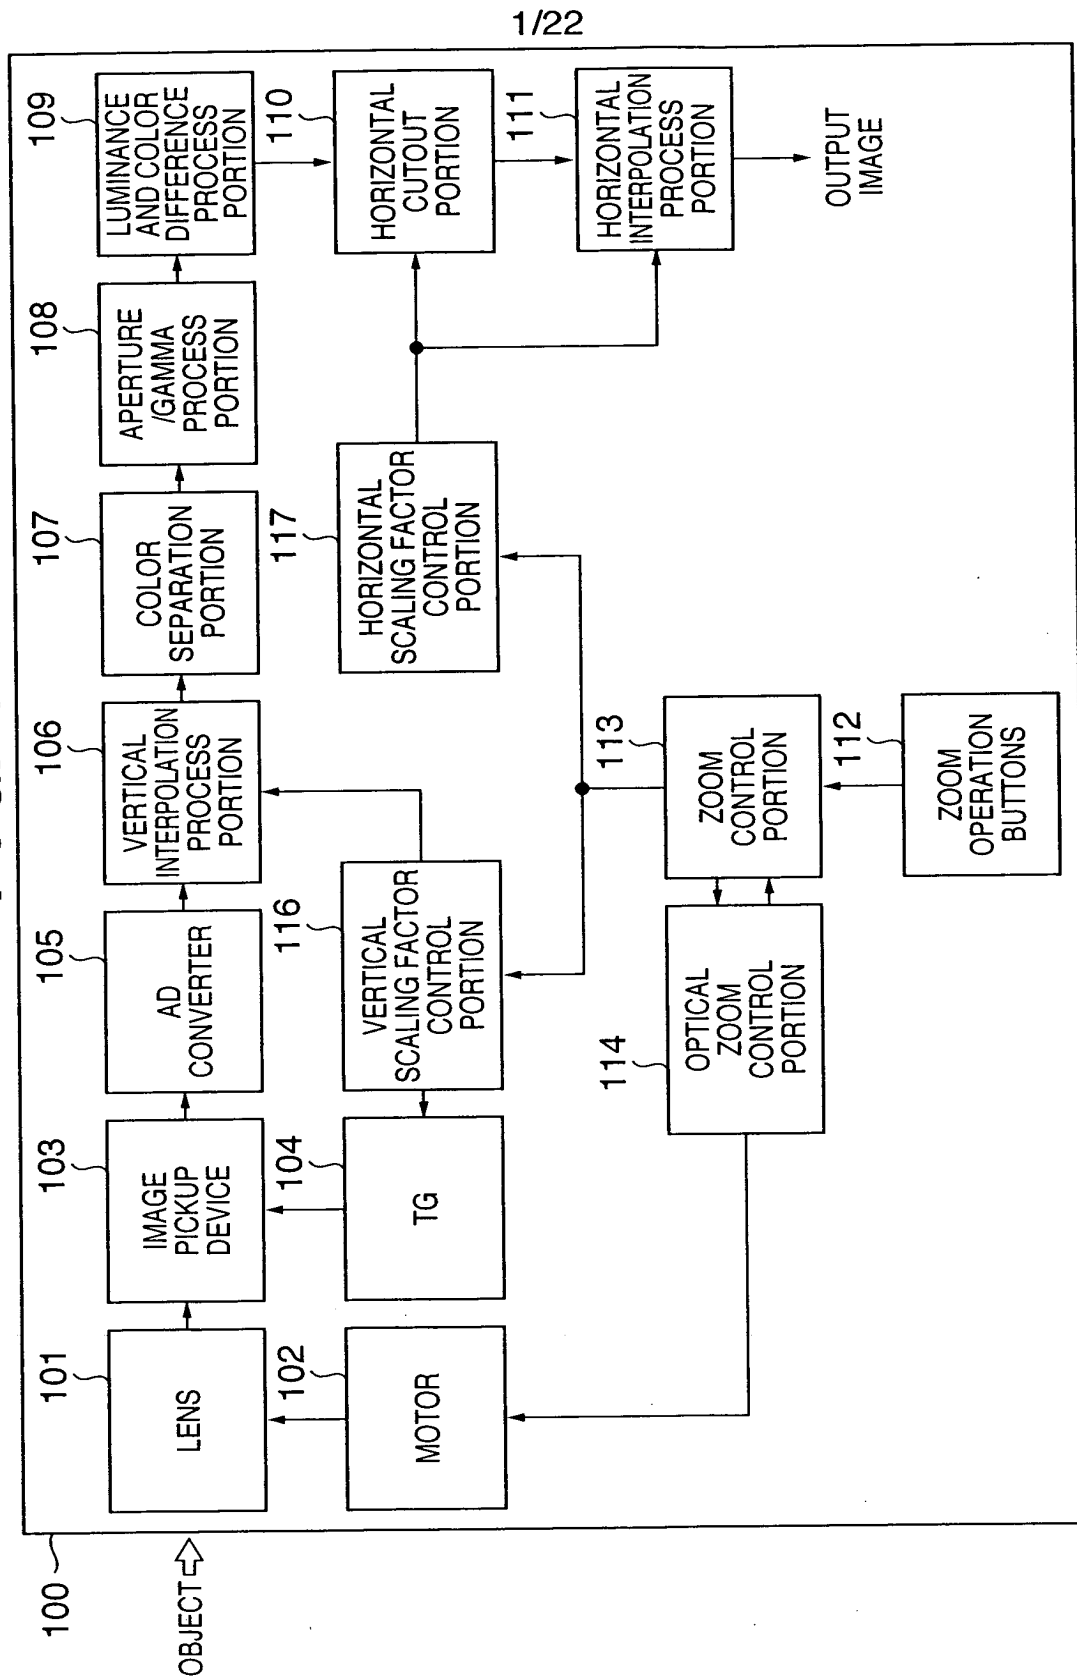 1/22
100
OBJECT
101
LENS
102
MOTOR
103
IMAGE
PICKUP
DEVICE
104
TG
105
AD
CONVERTER
106
VERTICAL
INTERPOLATION
PROCESS
PORTION
116
VERTICAL
SCALING FACTOR
CONTROL
PORTION
107
COLOR
SEPARATION
PORTION
108
APERTURE
/GAMMA
PROCESS
PORTION
109
LUMINANCE
AND COLOR
DIFFERENCE
PROCESS
PORTION
110
HORIZONTAL
CUTOUT
PORTION
111
HORIZONTAL
INTERPOLATION
PROCESS
PORTION
OUTPUT
IMAGE
117
HORIZONTAL
SCALING FACTOR
CONTROL
PORTION
113
ZOOM
CONTROL
PORTION
112
ZOOM
OPERATION
BUTTONS
114
OPTICAL
ZOOM
CONTROL
PORTION